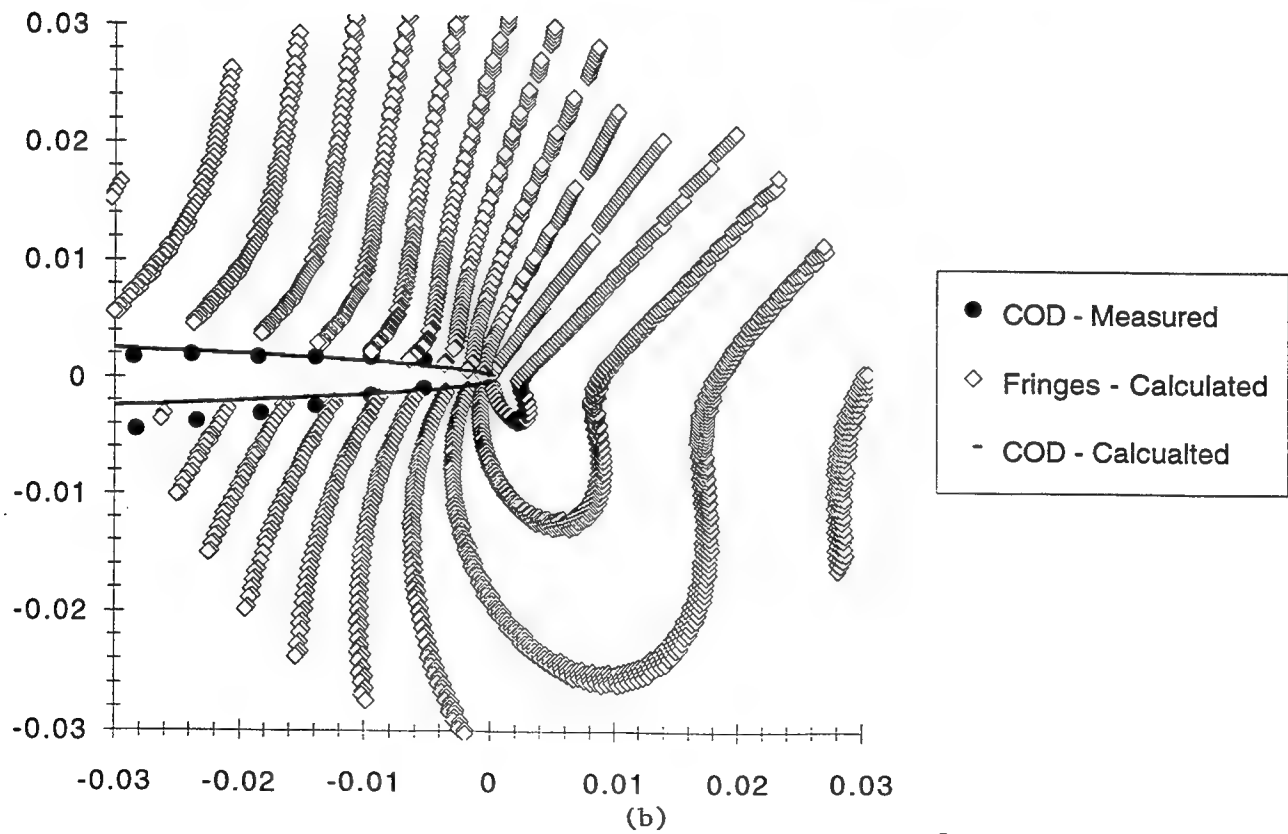 0.03
0.02
0.01
0
-0.01
-0.02
-0.03
-0.03 -0.02 -0.01 0 0.01 0.02 0.03
(b)
COD - Measured
Fringes - Calculated
COD - Calcualted